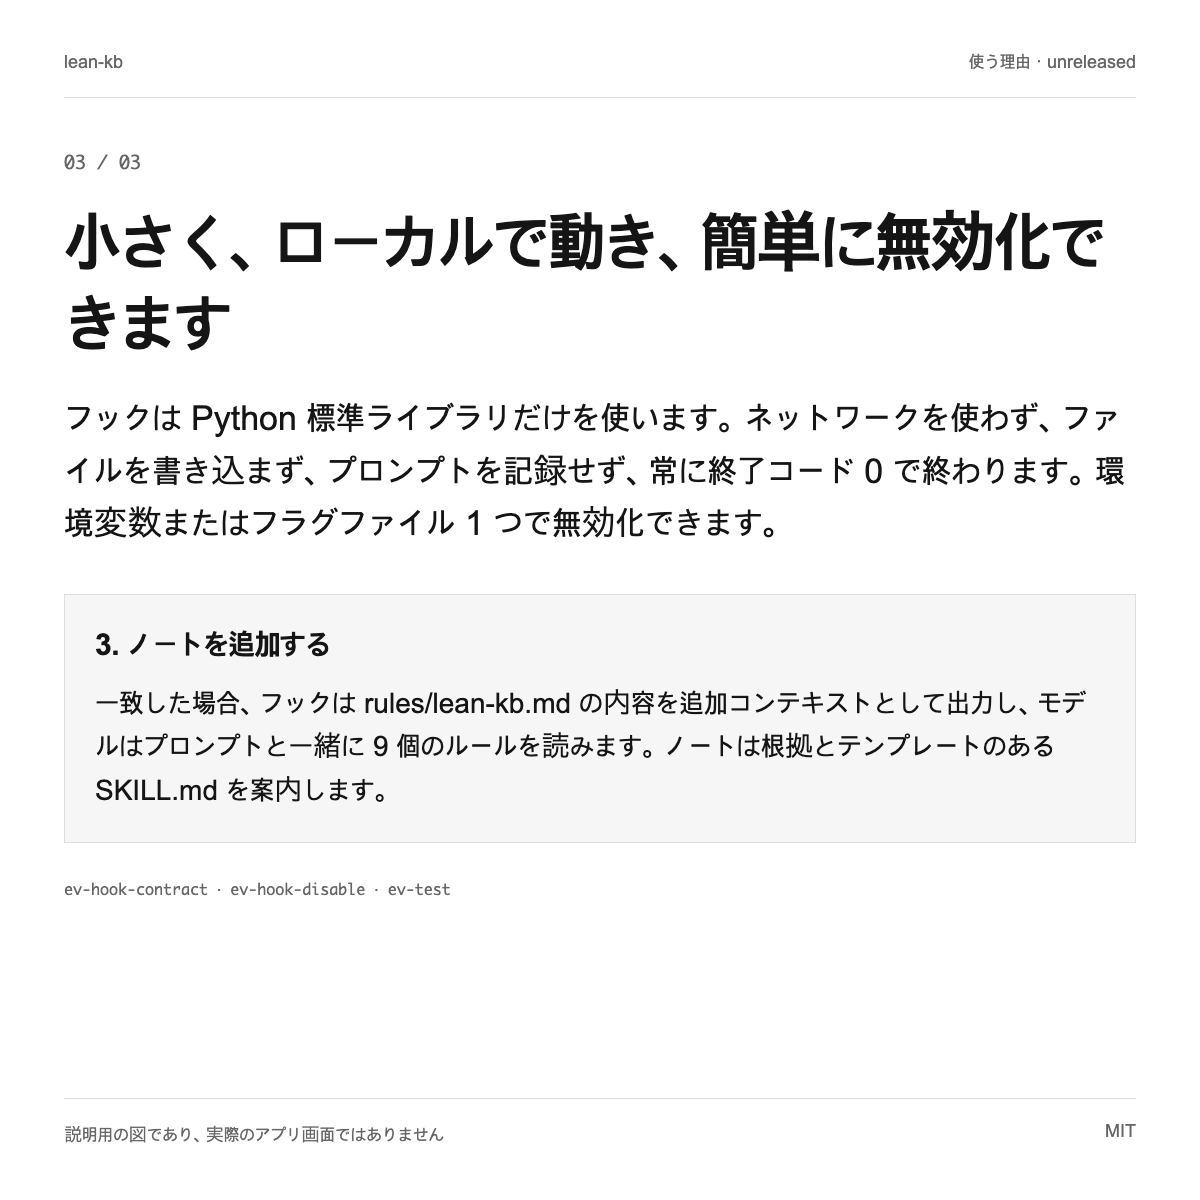 lean-kb
使う理由 · unreleased
03 / 03
小さく、ローカルで動き、簡単に無効化で
きます
フックは Python 標準ライブラリだけを使います。ネットワークを使わず、ファ
イルを書き込まず、プロンプトを記録せず、常に終了コード 0 で終わります。環
境変数またはフラグファイル 1 つで無効化できます。
3. ノートを追加する
一致した場合、フックは rules/lean-kb.md の内容を追加コンテキストとして出力し、モデ
ルはプロンプトと一緒に 9 個のルールを読みます。ノートは根拠とテンプレートのある
SKILL.md を案内します。
ev-hook-contract · ev-hook-disable · ev-test
説明用の図であり、実際のアプリ画面ではありません
MIT